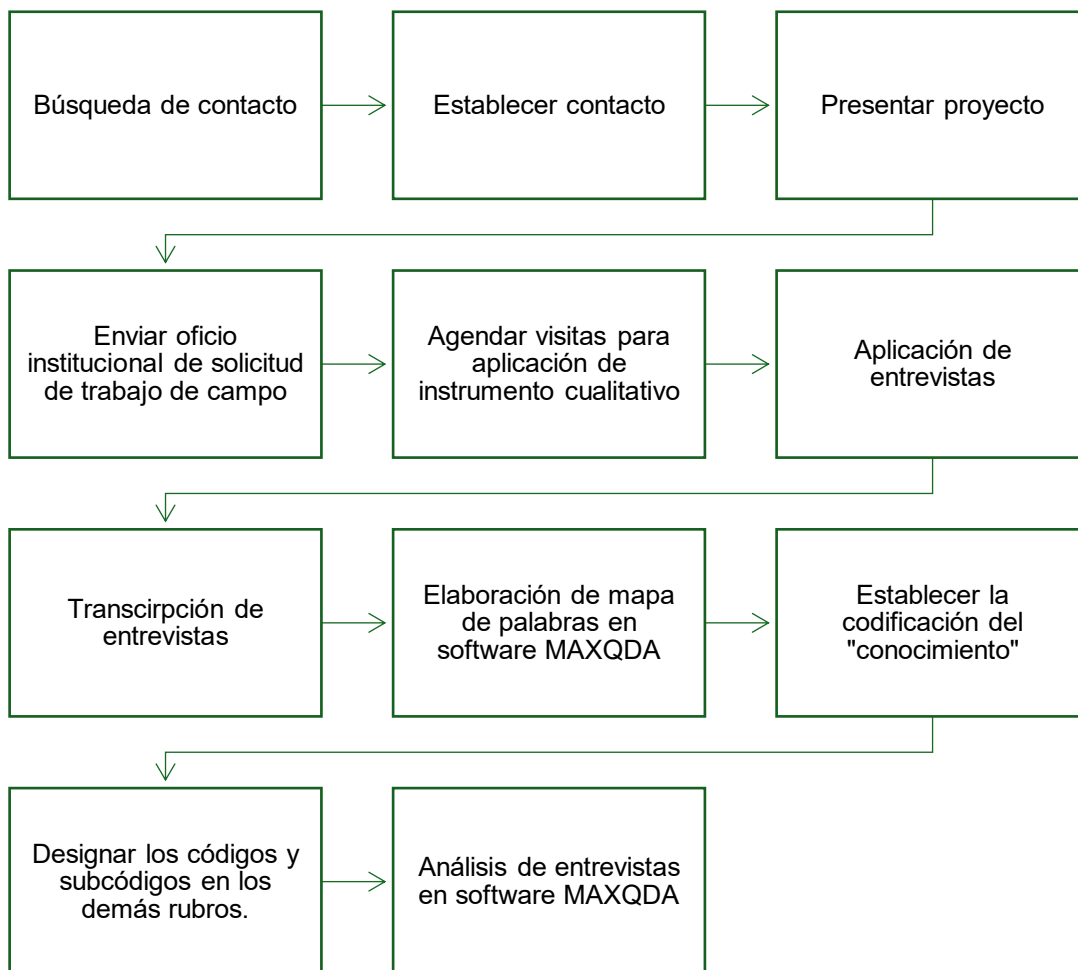 Búsqueda de contacto
Establecer contacto
Presentar proyecto
Enviar oficio
institucional de solicitud
de trabajo de campo
Agendar visitas para
aplicación de
instrumento cualitativo
Aplicación de
entrevistas
Transcirpción de
entrevistas
Elaboración de mapa
de palabras en
software MAXQDA
Establecer la
codificación del
"conocimiento"
Designar los códigos y
subcódigos en los
demás rubros.
Análisis de entrevistas
en software MAXQDA